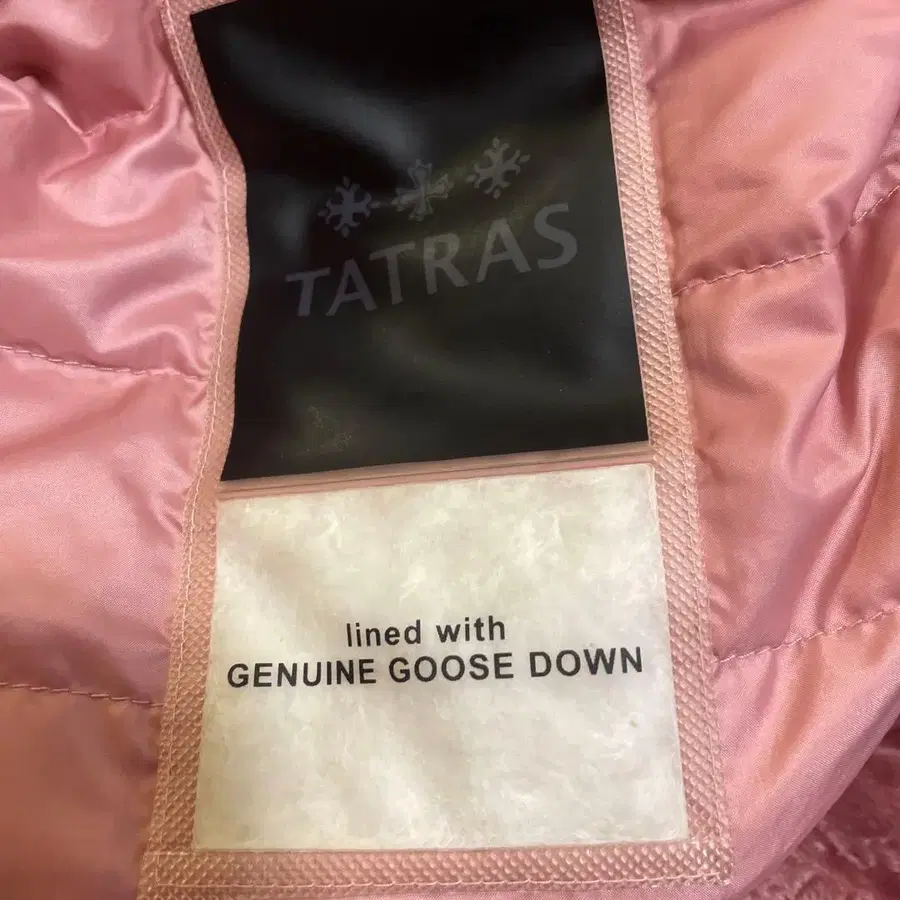 TATRAS
lined with
GENUINE GOOSE DOWN